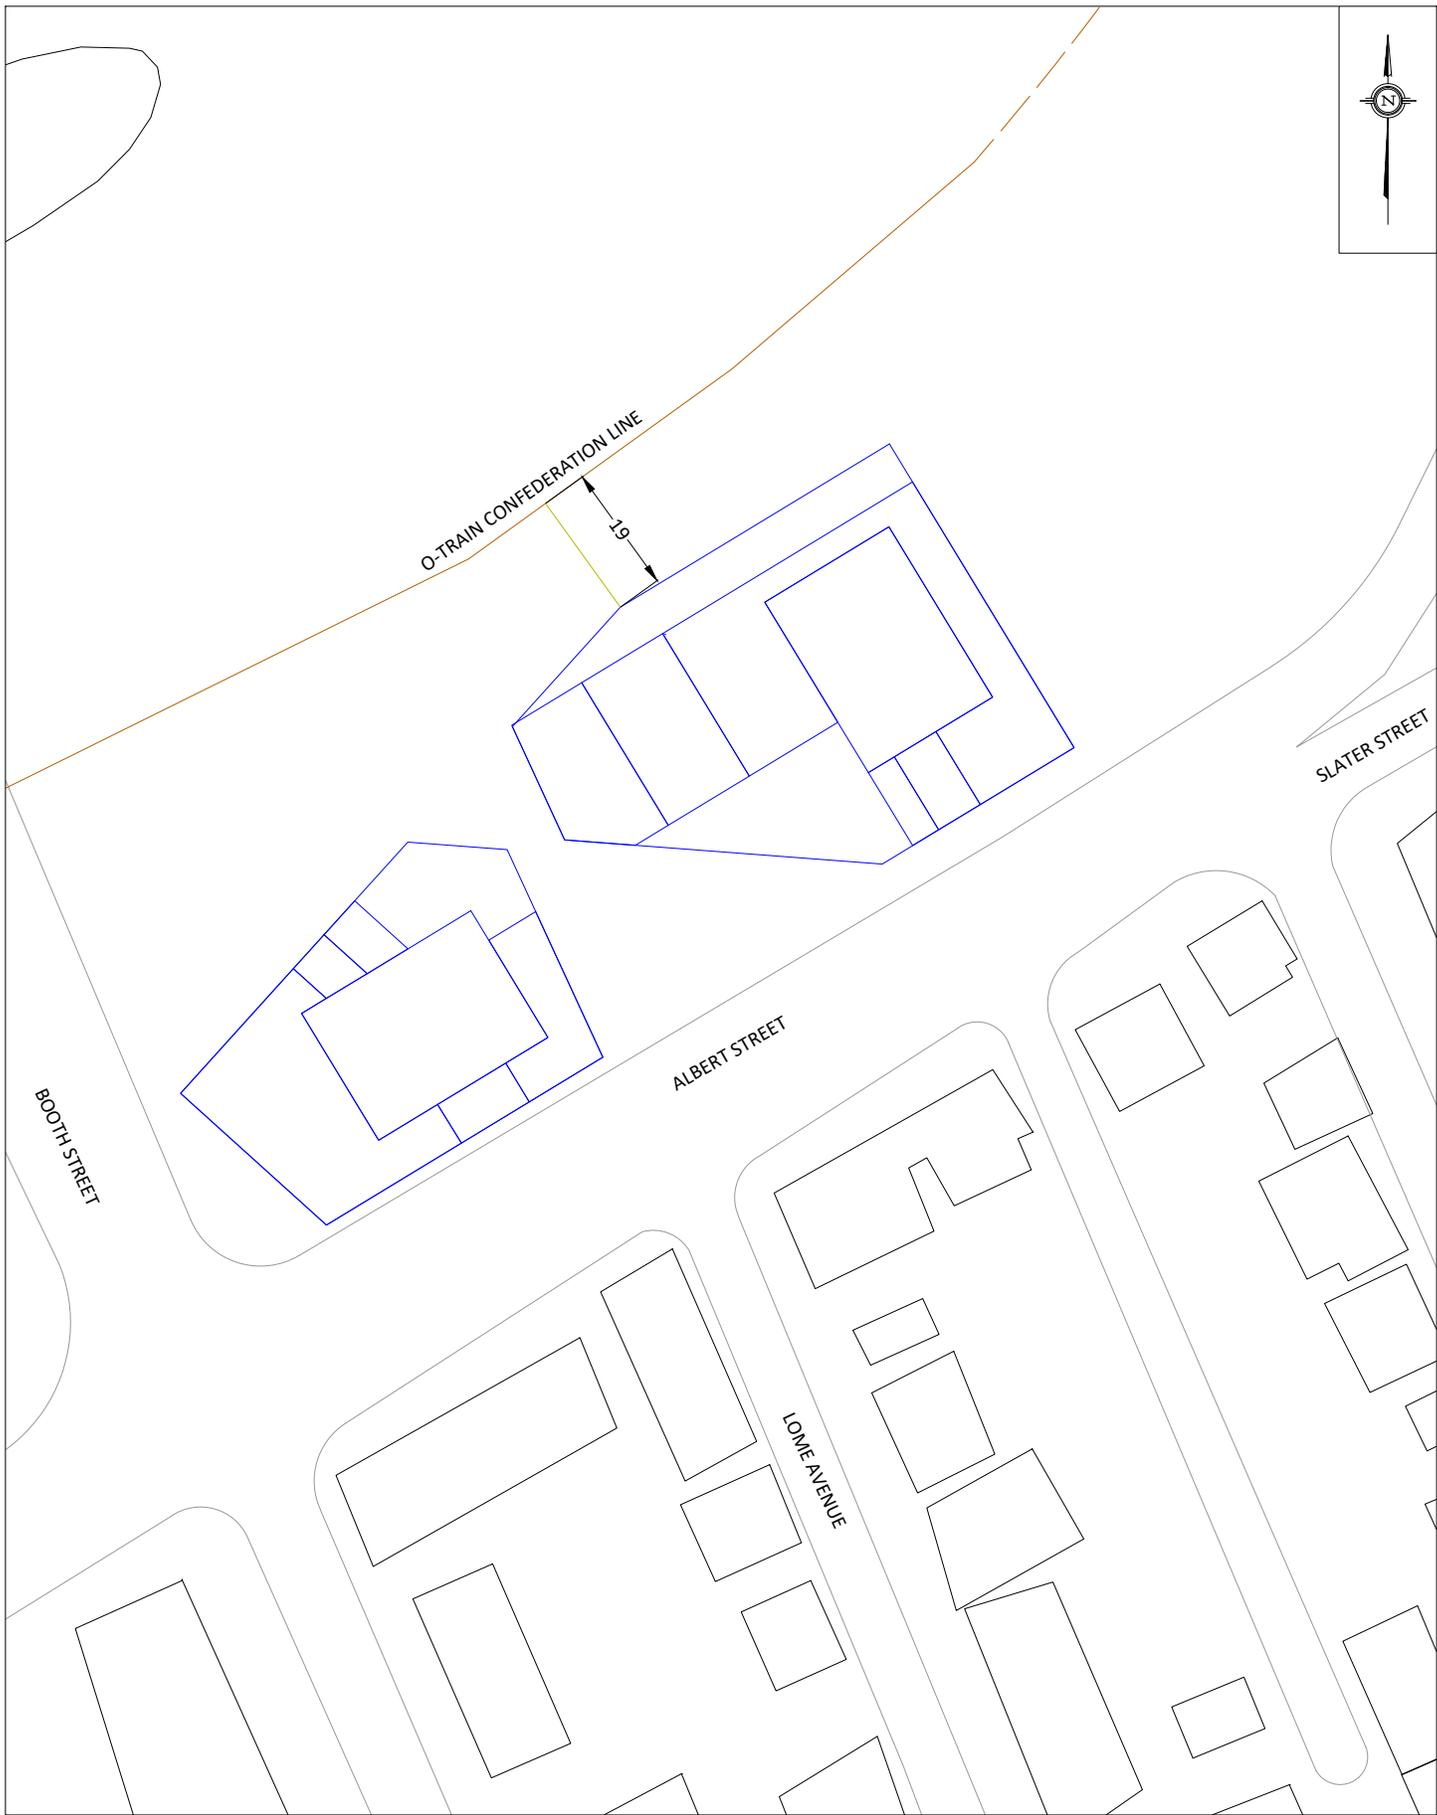 N
O-TRAIN CONFEDERATION LINE
19
SLATER STREET
ALBERT STREET
BOOTH STREET
LOME AVENUE